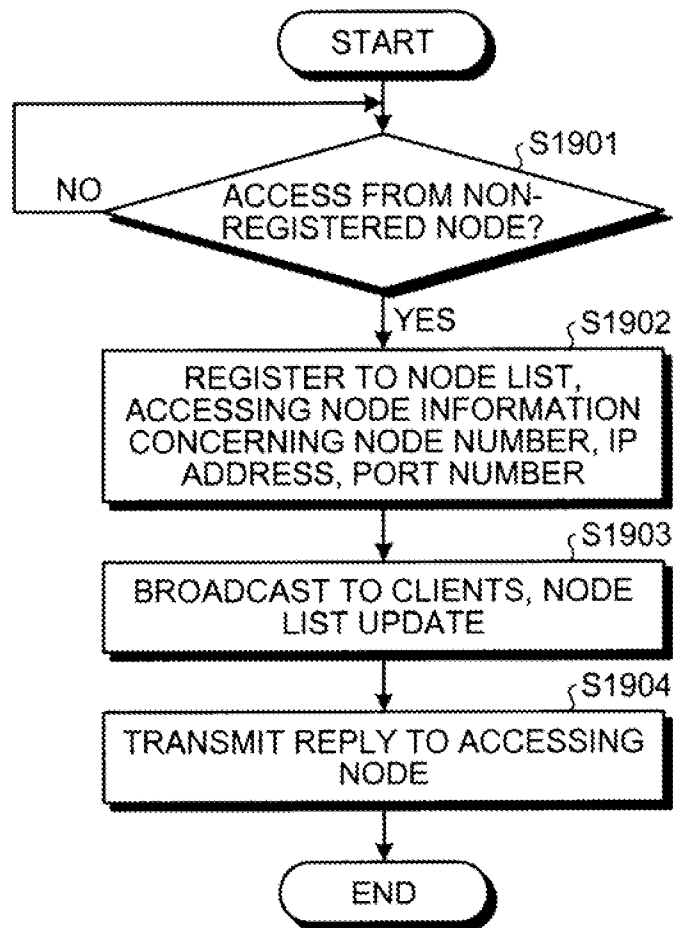 START
S1901
NO
ACCESS FROM NON-
REGISTERED NODE?
YES
S1902
REGISTER TO NODE LIST,
ACCESSING NODE INFORMATION
CONCERNING NODE NUMBER, IP
ADDRESS, PORT NUMBER
S1903
BROADCAST TO CLIENTS, NODE
LIST UPDATE
S1904
TRANSMIT REPLY TO ACCESSING
NODE
END